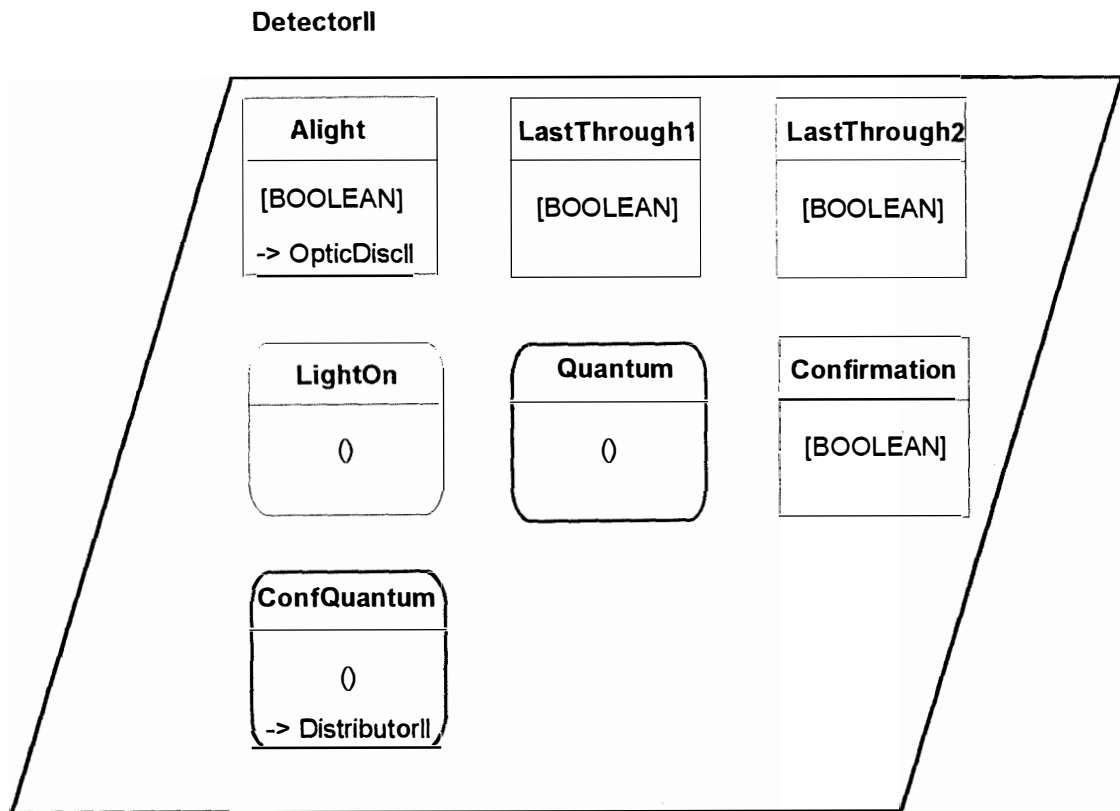 DetectorII
Alight LastThrough1 LastThrough2
[BOOLEAN] [BOOLEAN] [BOOLEAN]
-> OpticDiscII
LightOn Quantum Confirmation
() () [BOOLEAN]
ConfQuantum
()
-> DistributorII